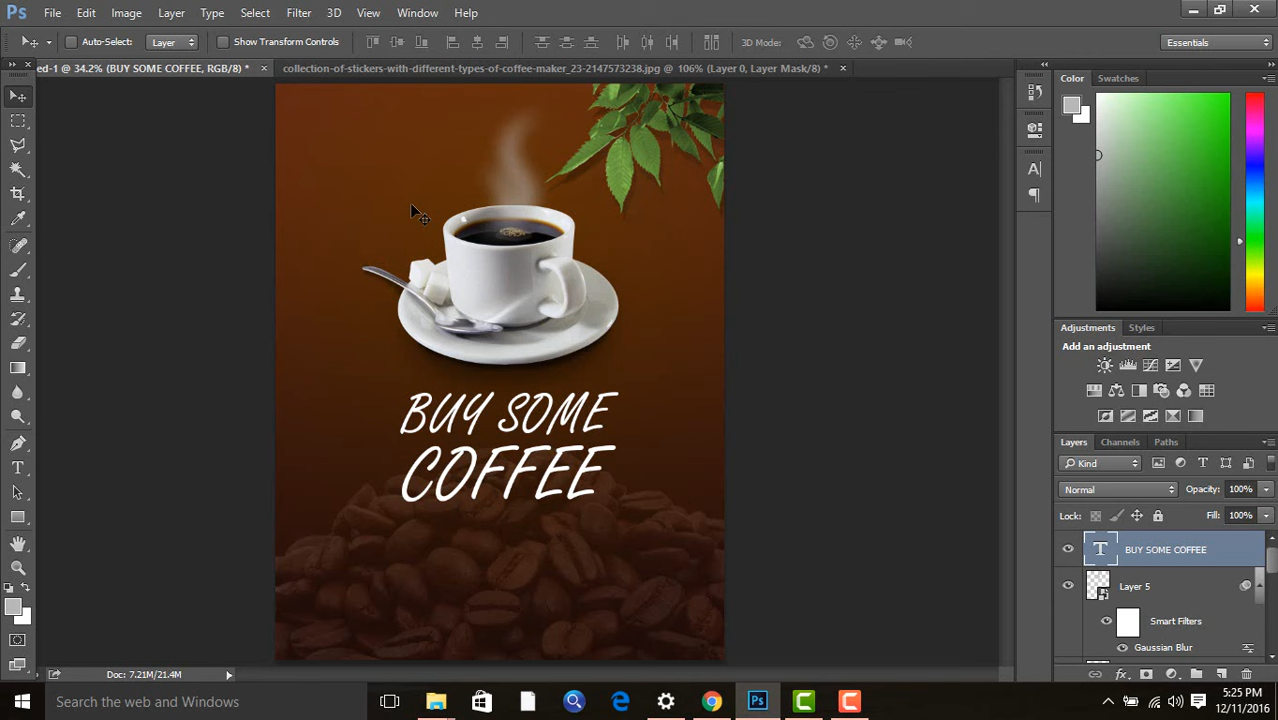 Ps File Edit Image Layer Type Select Filter 3D View Window Help
Auto-Select: Layer Show Transform Controls 3D Mode: Essentials
ed-1 @ 34.2% (BUY SOME COFFEE, RGB/8) * × collection-of-stickers-with-different-types-of-coffee-maker_23-2147573238.jpg @ 106% (Layer 0, Layer Mask/8) * ×
Color Swatches
BUY SOME
COFFEE
Adjustments Styles
Add an adjustment
Layers Channels Paths
Kind
Normal Opacity: 100%
Lock: Fill: 100%
T BUY SOME COFFEE
Layer 5
Smart Filters
Gaussian Blur
Doc: 7.21M/21.4M
Search the web and Windows
Ps
5:25 PM
12/11/2016